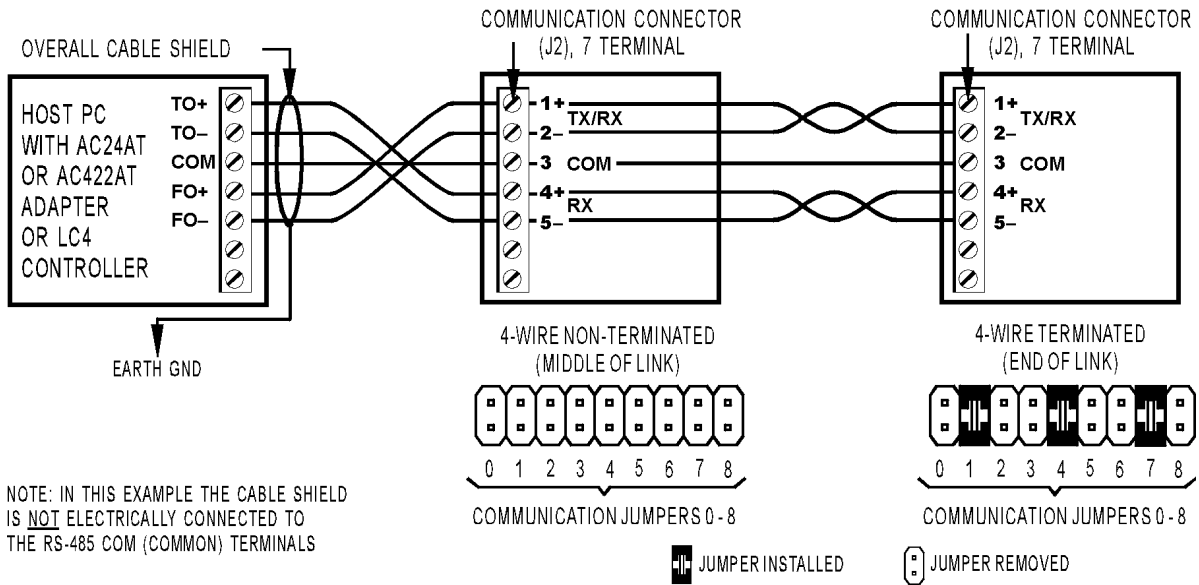 OVERALL CABLE SHIELD
HOST PC
WITH AC24AT
OR AC422AT
ADAPTER
OR LC4
CONTROLLER
TO+
TO–
COM
FO+
FO–
EARTH GND
COMMUNICATION CONNECTOR
(J2), 7 TERMINAL
1+
TX/RX
2–
3 COM
4+
RX
5–
COMMUNICATION CONNECTOR
(J2), 7 TERMINAL
1+
TX/RX
2–
3 COM
4+
RX
5–
4-WIRE NON-TERMINATED
(MIDDLE OF LINK)
0 1 2 3 4 5 6 7 8
COMMUNICATION JUMPERS 0 - 8
4-WIRE TERMINATED
(END OF LINK)
0 1 2 3 4 5 6 7 8
COMMUNICATION JUMPERS 0 - 8
NOTE: IN THIS EXAMPLE THE CABLE SHIELD
IS NOT ELECTRICALLY CONNECTED TO
THE RS-485 COM (COMMON) TERMINALS
JUMPER INSTALLED
JUMPER REMOVED